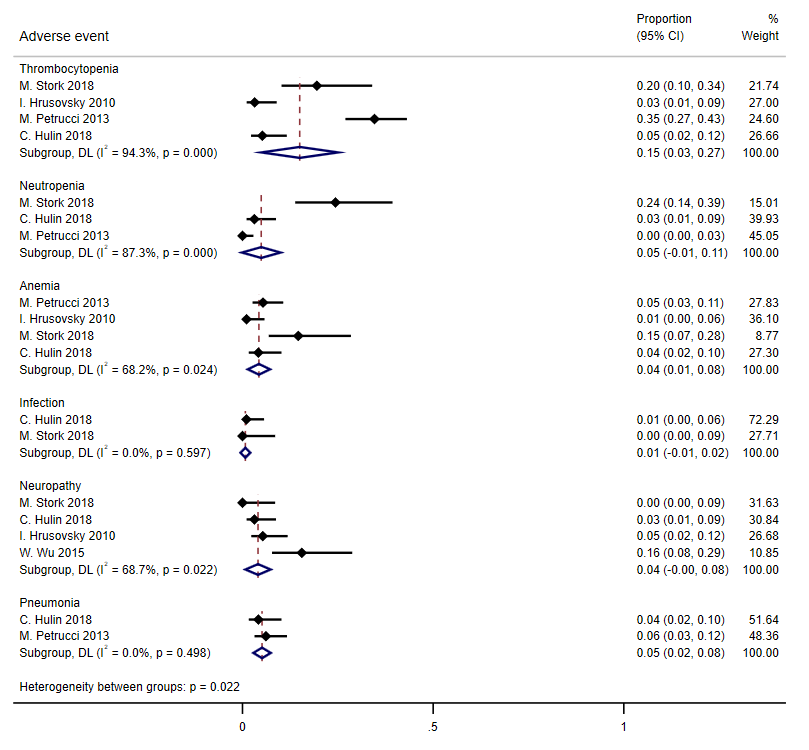 Proportion %
Adverse event (95% CI) Weight
Thrombocytopenia
M. Stork 2018 0.20 (0.10, 0.34) 21.74
I. Hrusovsky 2010 0.03 (0.01, 0.09) 27.00
M. Petrucci 2013 0.35 (0.27, 0.43) 24.60
C. Hulin 2018 0.05 (0.02, 0.12) 26.66
Subgroup, DL (I² = 94.3%, p = 0.000) 0.15 (0.03, 0.27) 100.00
Neutropenia
M. Stork 2018 0.24 (0.14, 0.39) 15.01
C. Hulin 2018 0.03 (0.01, 0.09) 39.93
M. Petrucci 2013 0.00 (0.00, 0.03) 45.05
Subgroup, DL (I² = 87.3%, p = 0.000) 0.05 (-0.01, 0.11) 100.00
Anemia
M. Petrucci 2013 0.05 (0.03, 0.11) 27.83
I. Hrusovsky 2010 0.01 (0.00, 0.06) 36.10
M. Stork 2018 0.15 (0.07, 0.28) 8.77
C. Hulin 2018 0.04 (0.02, 0.10) 27.30
Subgroup, DL (I² = 68.2%, p = 0.024) 0.04 (0.01, 0.08) 100.00
Infection
C. Hulin 2018 0.01 (0.00, 0.06) 72.29
M. Stork 2018 0.00 (0.00, 0.09) 27.71
Subgroup, DL (I² = 0.0%, p = 0.597) 0.01 (-0.01, 0.02) 100.00
Neuropathy
M. Stork 2018 0.00 (0.00, 0.09) 31.63
C. Hulin 2018 0.03 (0.01, 0.09) 30.84
I. Hrusovsky 2010 0.05 (0.02, 0.12) 26.68
W. Wu 2015 0.16 (0.08, 0.29) 10.85
Subgroup, DL (I² = 68.7%, p = 0.022) 0.04 (-0.00, 0.08) 100.00
Pneumonia
C. Hulin 2018 0.04 (0.02, 0.10) 51.64
M. Petrucci 2013 0.06 (0.03, 0.12) 48.36
Subgroup, DL (I² = 0.0%, p = 0.498) 0.05 (0.02, 0.08) 100.00
Heterogeneity between groups: p = 0.022
0 .5 1